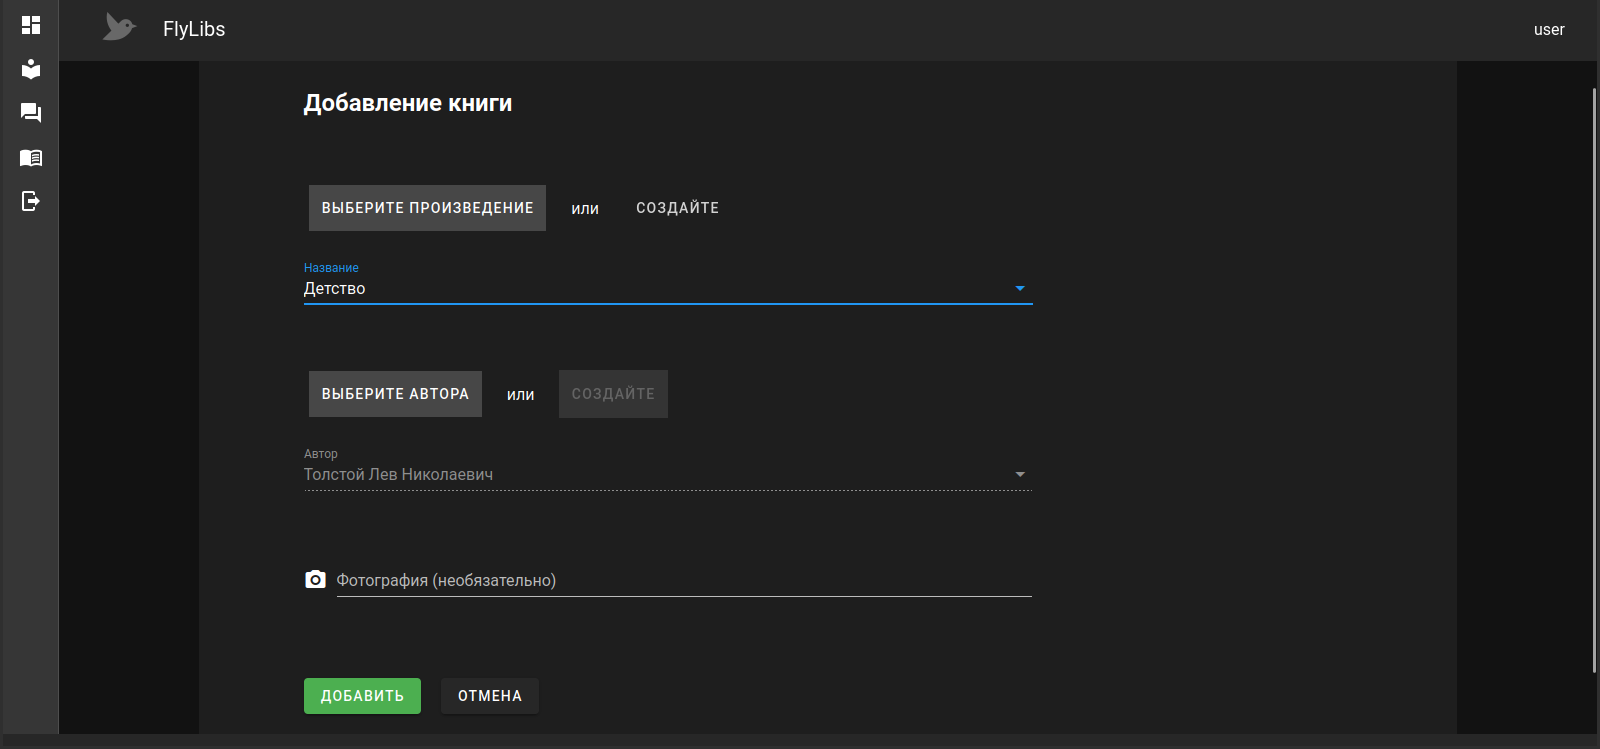 FlyLibs
user
Добавление книги
ВЫБЕРИТЕ ПРОИЗВЕДЕНИЕ или СОЗДАЙТЕ
Название
Детство
ВЫБЕРИТЕ АВТОРА или СОЗДАЙТЕ
Автор
Толстой Лев Николаевич
Фотография (необязательно)
ДОБАВИТЬ ОТМЕНА